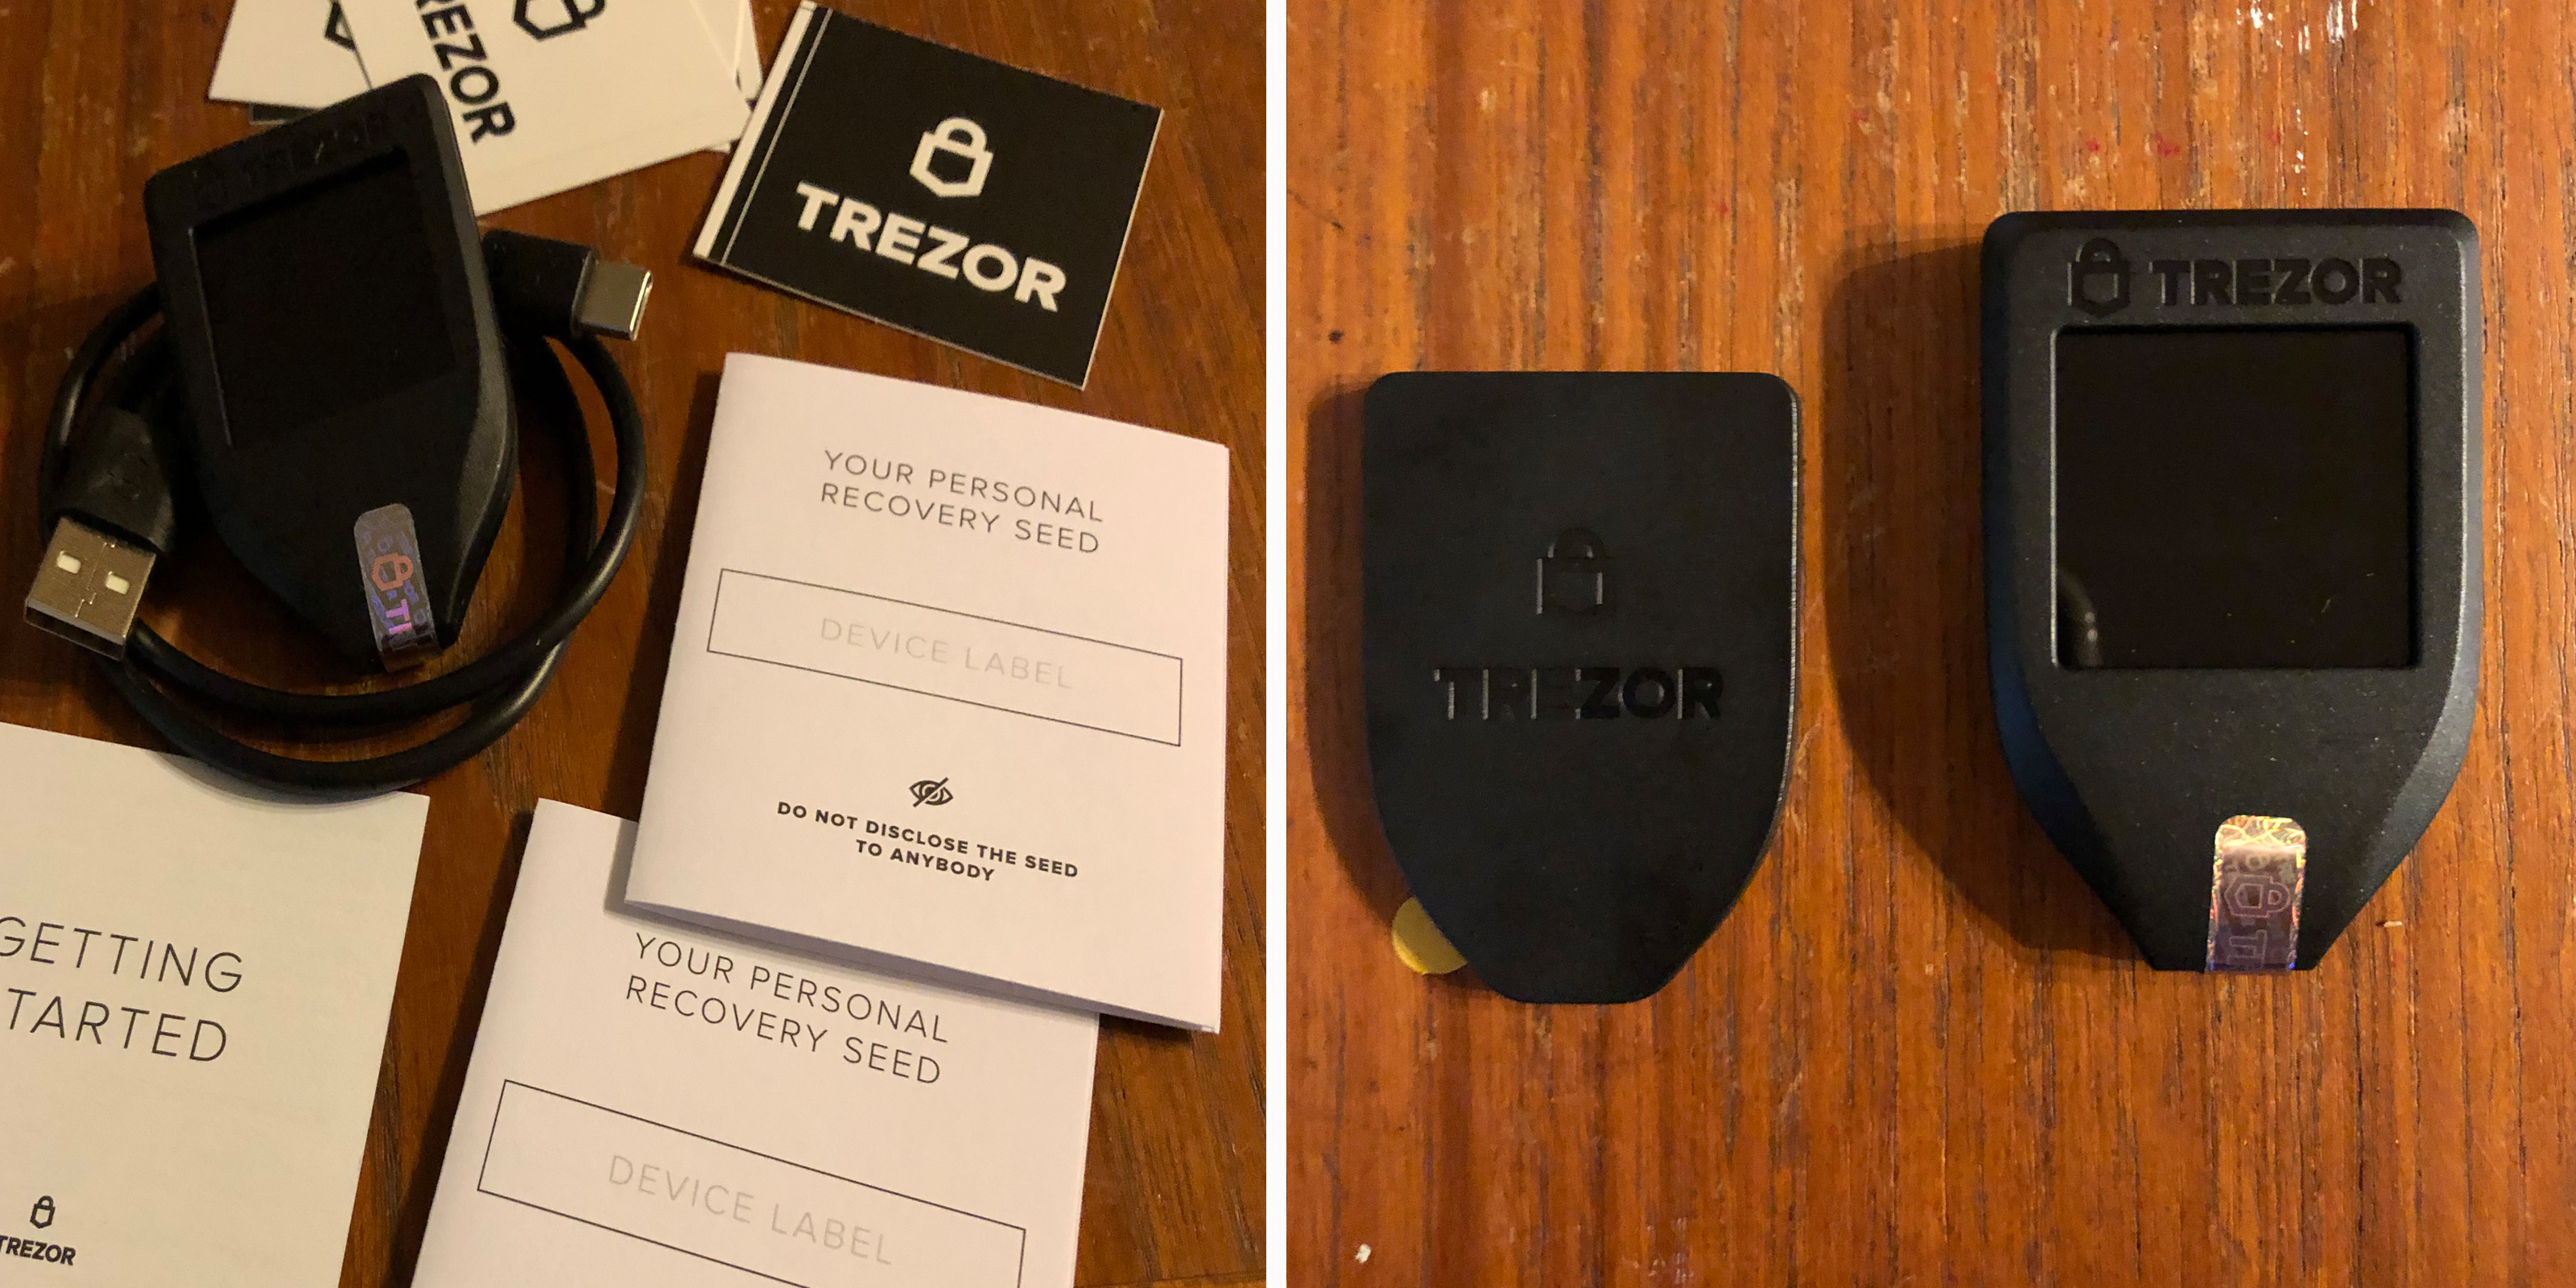 TREZOR
TREZOR
TREZOR
YOUR PERSONAL
RECOVERY SEED
DEVICE LABEL
DO NOT DISCLOSE THE SEED
TO ANYBODY
GETTING
TARTED
TREZOR
YOUR PERSONAL
RECOVERY SEED
DEVICE LABEL
TREZOR
TREZOR